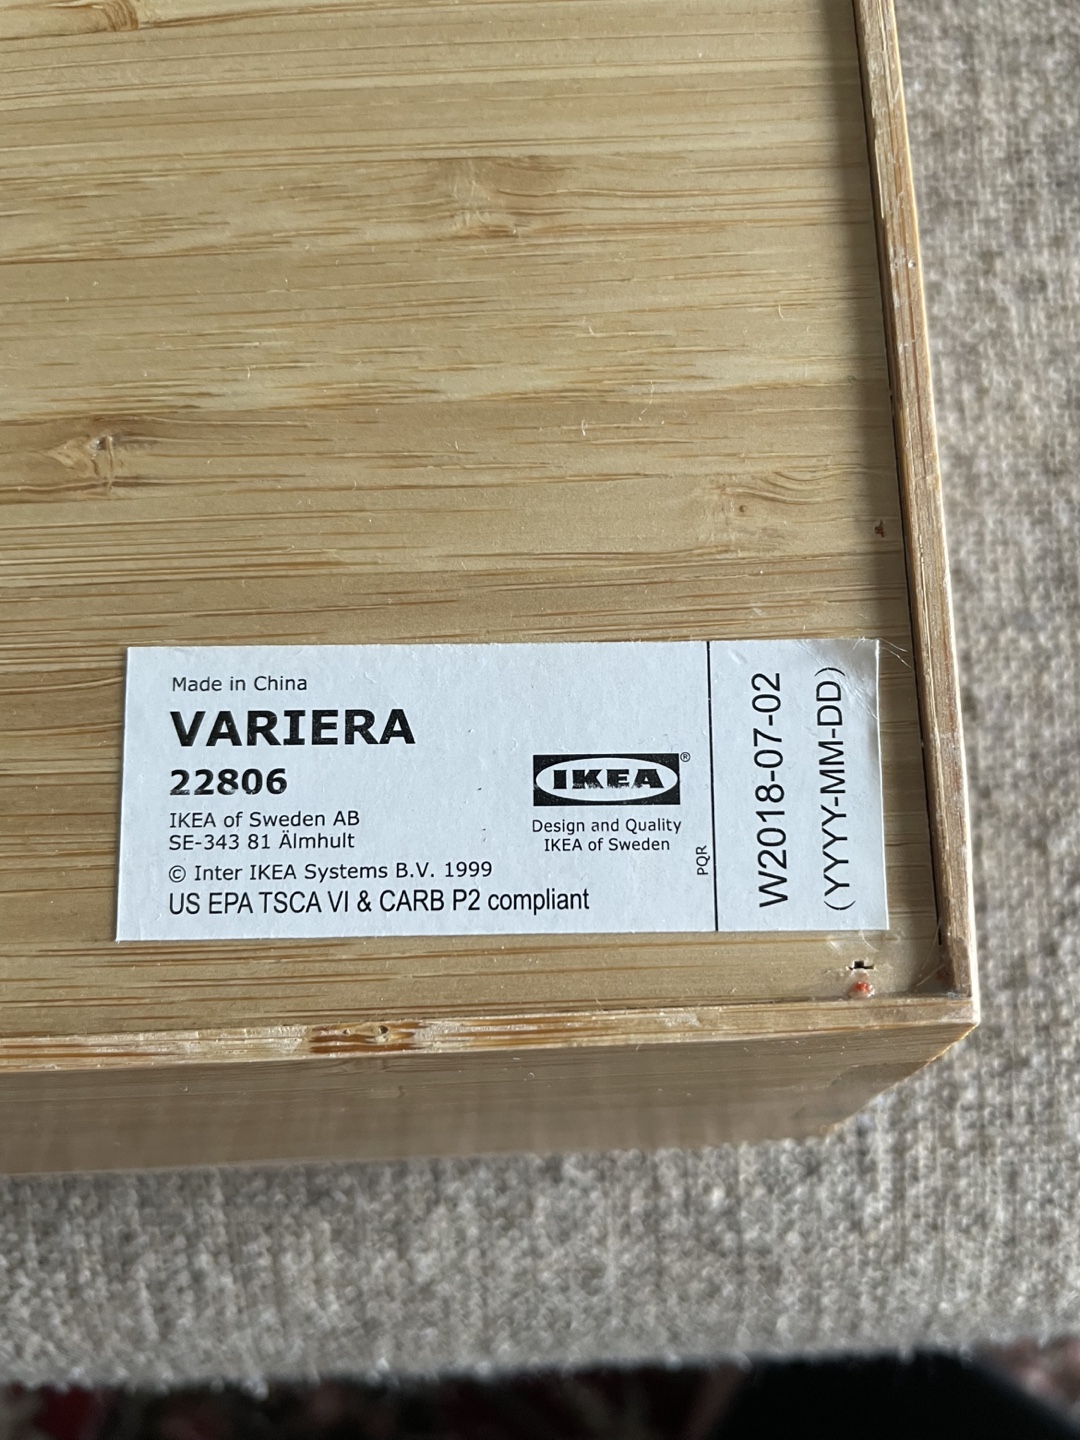 Made in China
VARIERA
22806
IKEA of Sweden AB
SE-343 81 Älmhult
© Inter IKEA Systems B.V. 1999
US EPA TSCA VI & CARB P2 compliant
IKEA®
Design and Quality
IKEA of Sweden
PQR
W2018-07-02
(YYYY-MM-DD)